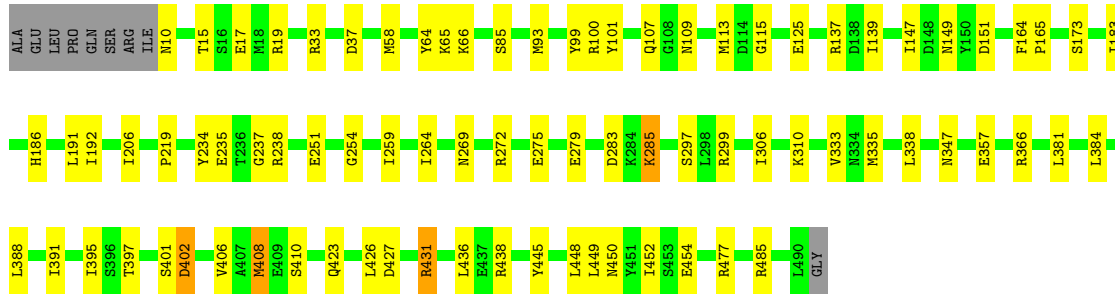 ALA GLU LEU PRO GLN SER ARG ILE N10 T15 S16 E17 M18 R19 R33 D37 M58 Y64 K65 K66 S85 M93 Y99 R100 Y101 Q107 G108 N109 M113 D114 G115 E125 R137 D138 I139 I147 D148 N149 Y150 D151 F164 P165 S173
H186 L191 I192 I206 P219 Y234 E235 T236 G237 R238 E251 G254 I259 I264 N269 R272 E275 E279 D283 K284 K285 S297 L298 R299 I306 K310 V333 N334 M335 L338 N347 E357 R366 L381 L384
L388 I391 I395 S396 T397 S401 D402 V406 A407 M408 E409 S410 Q423 L426 D427 R431 L436 E437 R438 Y445 L448 L449 N450 Y451 I452 S453 E454 R477 R485 L490 GLY